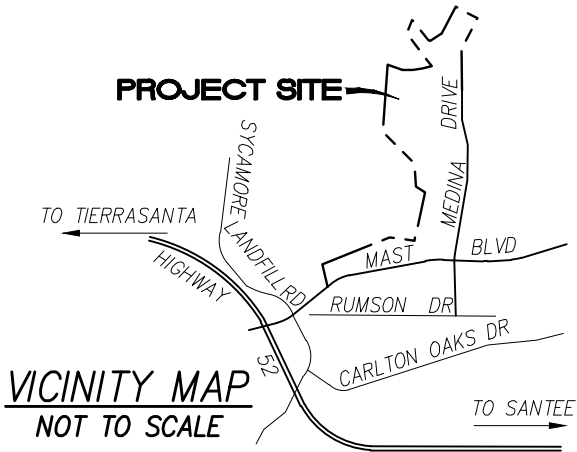 PROJECT SITE
MEDINA DRIVE
SYCAMORE LANDFILL RD
TO TIERRASANTA
HIGHWAY 52
MAST BLVD
RUMSON DR
CARLTON OAKS DR
VICINITY MAP
NOT TO SCALE
TO SANTEE